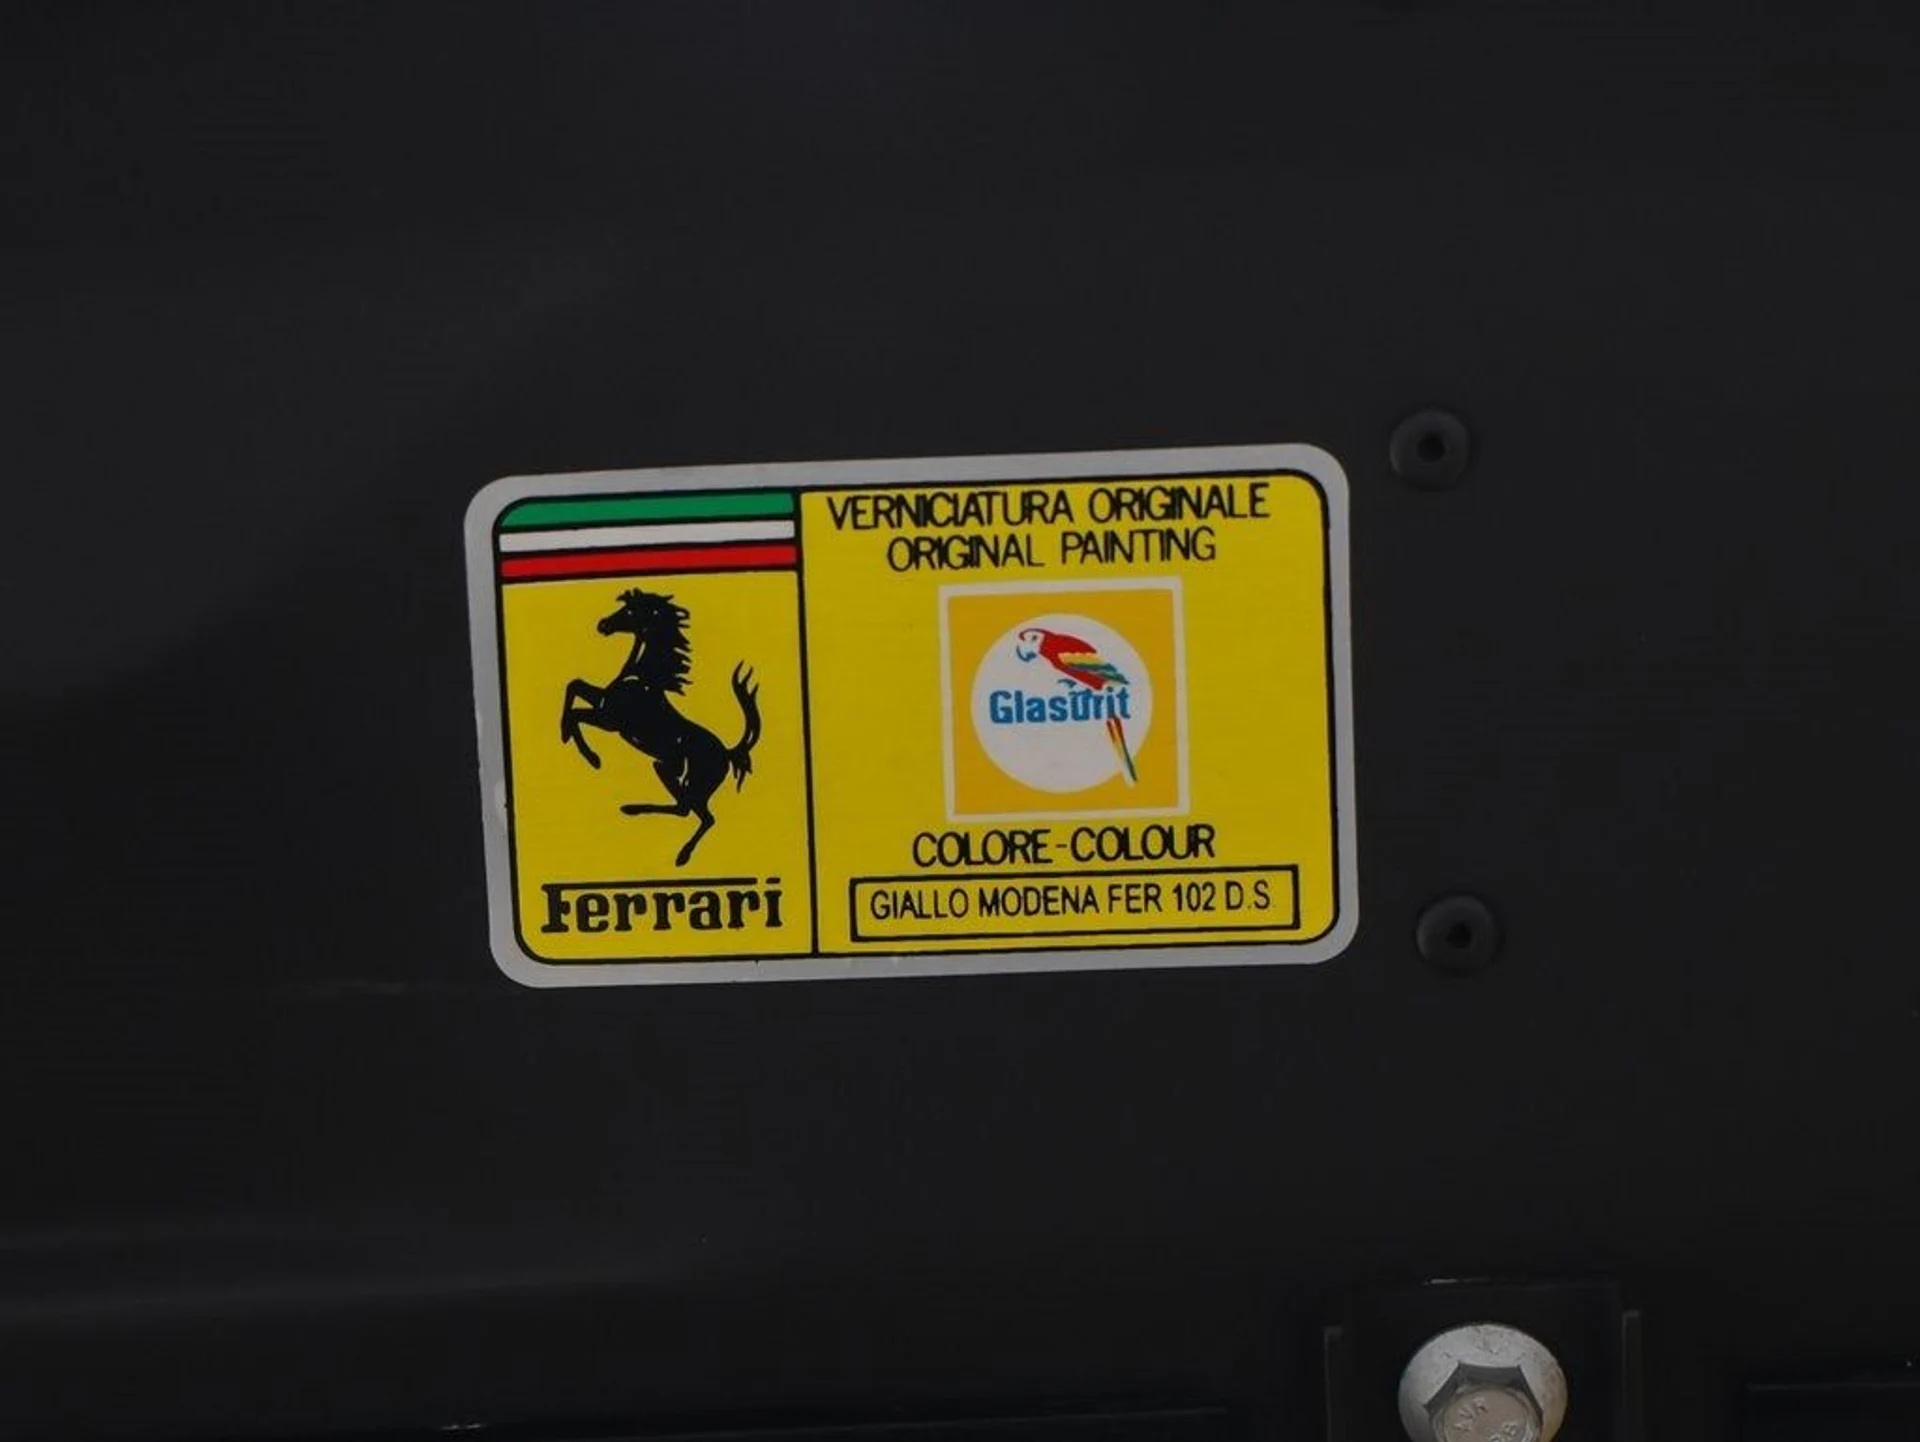 VERNICIATURA ORIGINALE
ORIGINAL PAINTING
Glasurit
COLORE-COLOUR
GIALLO MODENA FER 102 D.S.
Ferrari